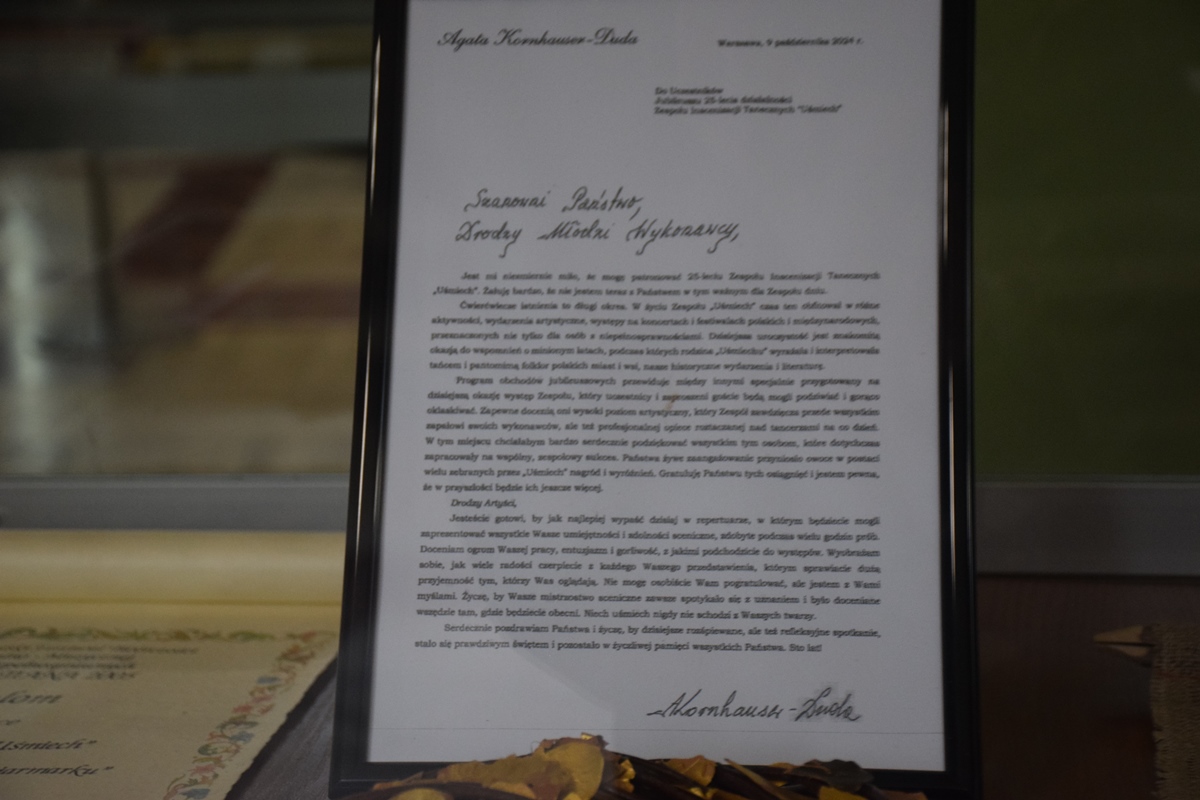 Agata Kornhauser-Duda
Warszawa, 9 października 2024 r.
Do Uczestników
Jubileuszu 25-lecia działalności
Zespołu Inscenizacji Tanecznych "Uśmiech"
Szanowni Państwo,
Drodzy Młodzi Wykonawcy,
Jest mi niezmiernie miło, że mogę patronować 25-leciu Zespołu Inscenizacji Tanecznych
„Uśmiech". Żałuję bardzo, że nie jestem teraz z Państwem w tym ważnym dla Zespołu dniu.
Ćwierćwiecze istnienia to długi okres. W życiu Zespołu „Uśmiech" czas ten obfitował w różne
aktywności, wydarzenia artystyczne, występy na koncertach i festiwalach polskich i międzynarodowych,
przeznaczonych nie tylko dla osób z niepełnosprawnościami. Dzisiejsza uroczystość jest znakomitą
okazją do wspomnień o minionych latach, podczas których rodzina „Uśmiechu" wyrażała i interpretowała
tańcem i pantomimą folklor polskich miast i wsi, nasze historyczne wydarzenia i literaturę.
Program obchodów jubileuszowych przewiduje między innymi specjalnie przygotowany na
dzisiejszą okazję występ Zespołu, który uczestnicy i zaproszeni goście będą mogli podziwiać i gorąco
oklaskiwać. Zapewne docenią oni wysoki poziom artystyczny, który Zespół zawdzięcza przede wszystkim
zapałowi swoich wykonawców, ale też profesjonalnej opiece roztaczanej nad tancerzami na co dzień.
W tym miejscu chciałabym bardzo serdecznie podziękować wszystkim tym osobom, które dotychczas
zapracowały na wspólny, zespołowy sukces. Państwa żywe zaangażowanie przyniosło owoce w postaci
wielu zebranych przez „Uśmiech" nagród i wyróżnień. Gratuluję Państwu tych osiągnięć i jestem pewna,
że w przyszłości będzie ich jeszcze więcej.
Drodzy Artyści,
Jesteście gotowi, by jak najlepiej wypaść dzisiaj w repertuarze, w którym będziecie mogli
zaprezentować wszystkie Wasze umiejętności i zdolności sceniczne, zdobyte podczas wielu godzin prób.
Doceniam ogrom Waszej pracy, entuzjazm i gorliwość, z jakimi podchodzicie do występów. Wyobrażam
sobie, jak wiele radości czerpiecie z każdego Waszego przedstawienia, którym sprawiacie dużą
przyjemność tym, którzy Was oglądają. Nie mogę osobiście Wam pogratulować, ale jestem z Wami
myślami. Życzę, by Wasze mistrzostwo sceniczne zawsze spotykało się z uznaniem i było doceniane
wszędzie tam, gdzie będziecie obecni. Niech uśmiech nigdy nie schodzi z Waszych twarzy.
Serdecznie pozdrawiam Państwa i życzę, by dzisiejsze rozśpiewane, ale też refleksyjne spotkanie,
stało się prawdziwym świętem i pozostało w życzliwej pamięci wszystkich Państwa. Sto lat!
AKornhauser-Duda
2005
lom
Uśmiech"
armarku"